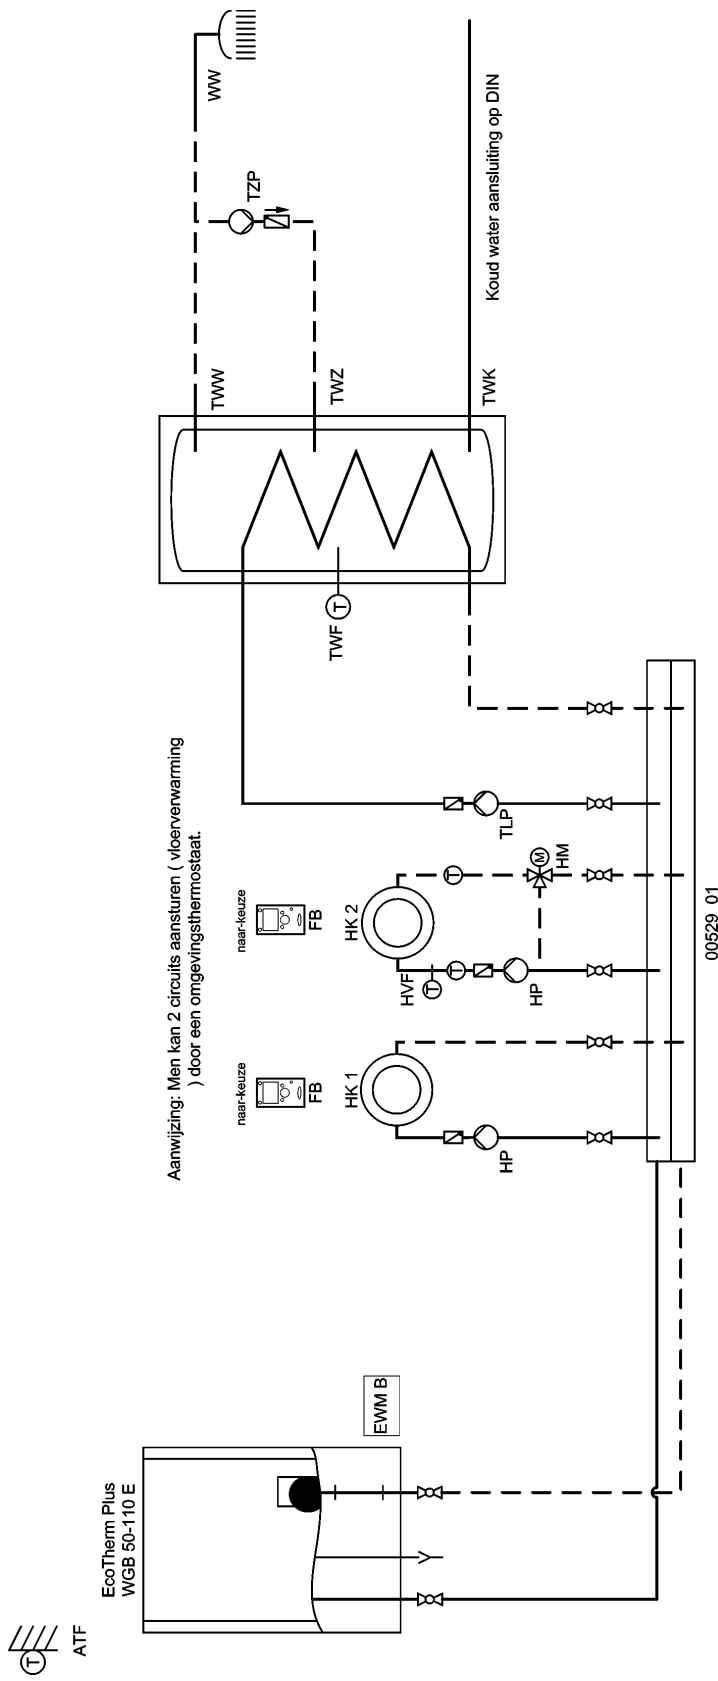 ATF
T
EcoTherm Plus
WGB 50-110 E
EWM B
Aanwijzing: Men kan 2 circuits aansturen ( vloerverwarming
) door een omgevingsthermostaat.
naar-keuze
FB
HK 1
HP
naar-keuze
FB
HK 2
HVF
T
T
HP
T
M
HM
TLP
TWF
T
TWW
TWZ
TWK
TZP
WW
Koud water aansluiting op DIN
00529 01